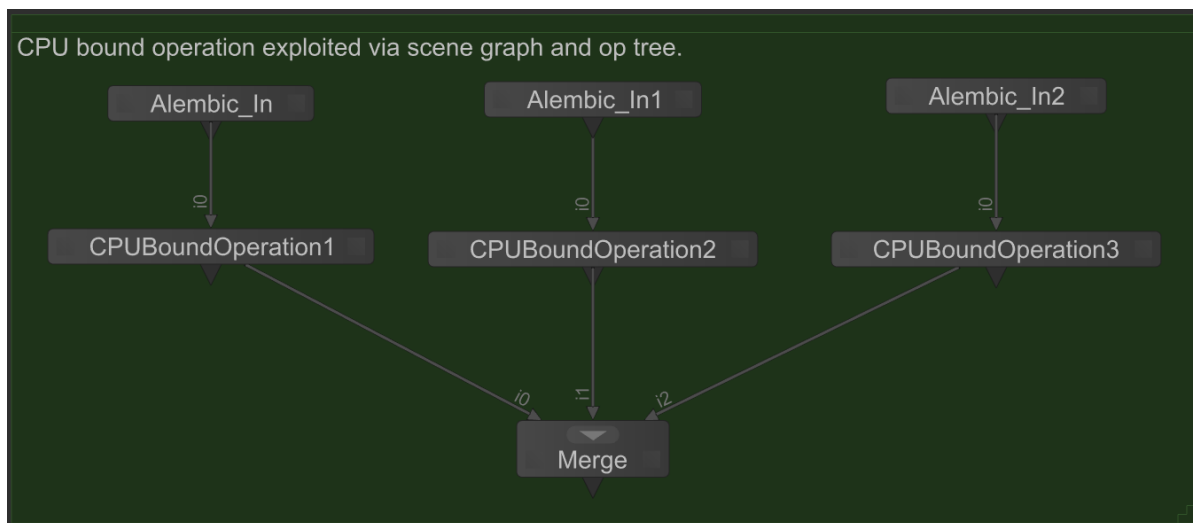 CPU bound operation exploited via scene graph and op tree.
Alembic_In
Alembic_In1
Alembic_In2
i0
i0
i0
CPUBoundOperation1
CPUBoundOperation2
CPUBoundOperation3
i0
i1
i2
Merge